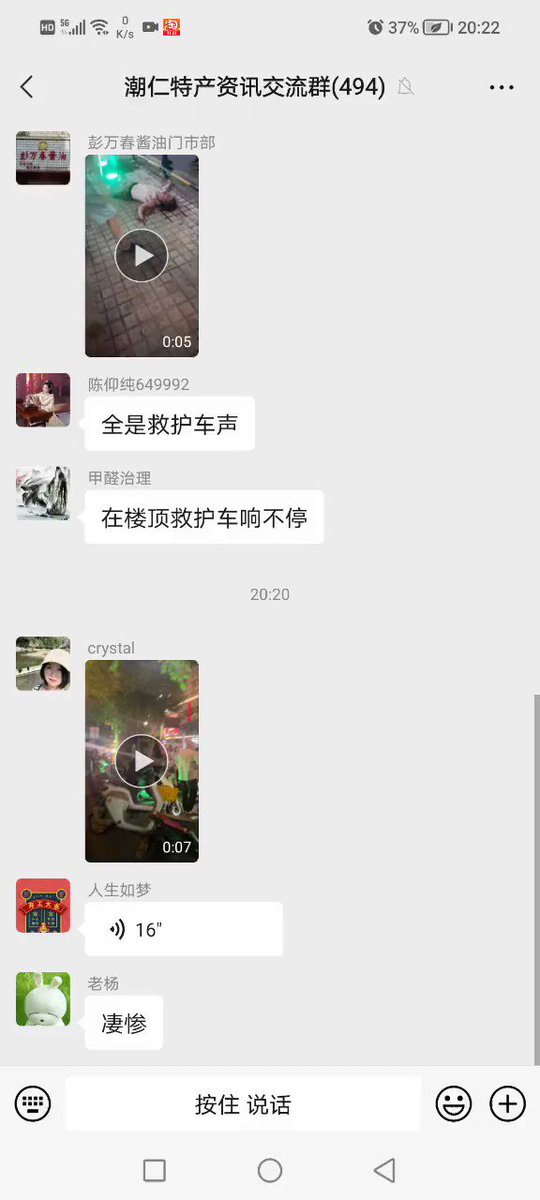 HD 5G 0 K/s 37% 20:22
潮仁特产资讯交流群(494)
彭万春酱油门市部
彭万春酱油
0:05
陈仰纯649992
全是救护车声
甲醛治理
在楼顶救护车响不停
20:20
crystal
0:07
人生如梦
开工大吉
16"
老杨
凄惨
按住 说话